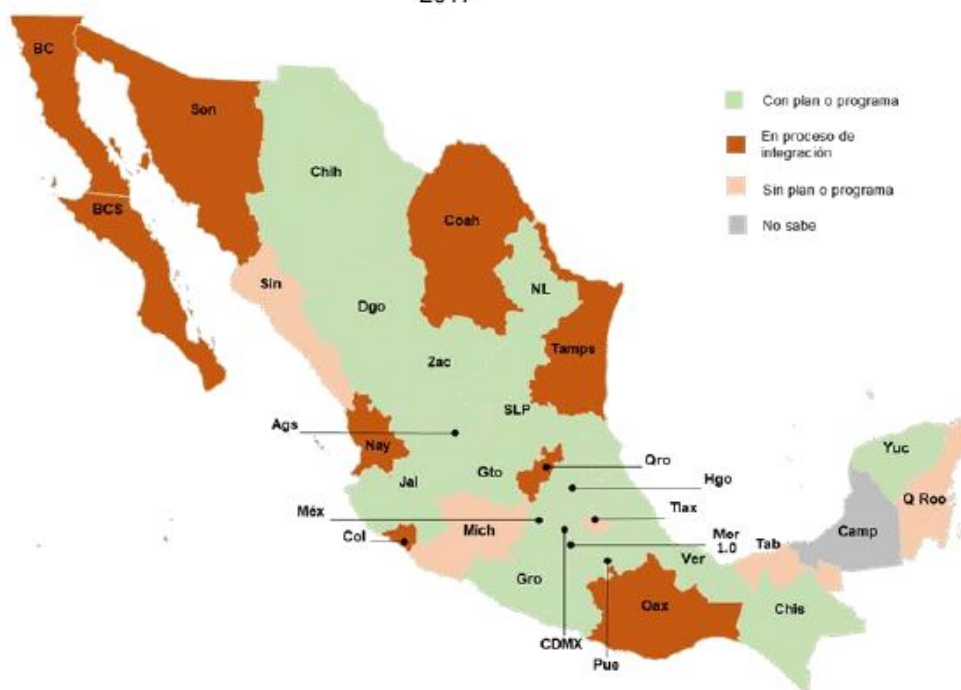 2017
BC
Son
Chih
BCS
Coah
Sin
NL
Dgo
Tamps
Zac
SLP
Ags
Nay
Gto
Qro
Yuc
Jal
Hgo
Q Roo
Méx
Tlax
Col
Mich
Mor
1.0
Tab
Camp
Ver
Gro
Oax
Chis
CDMX
Pue
Con plan o programa
En proceso de
integración
Sin plan o programa
No sabe